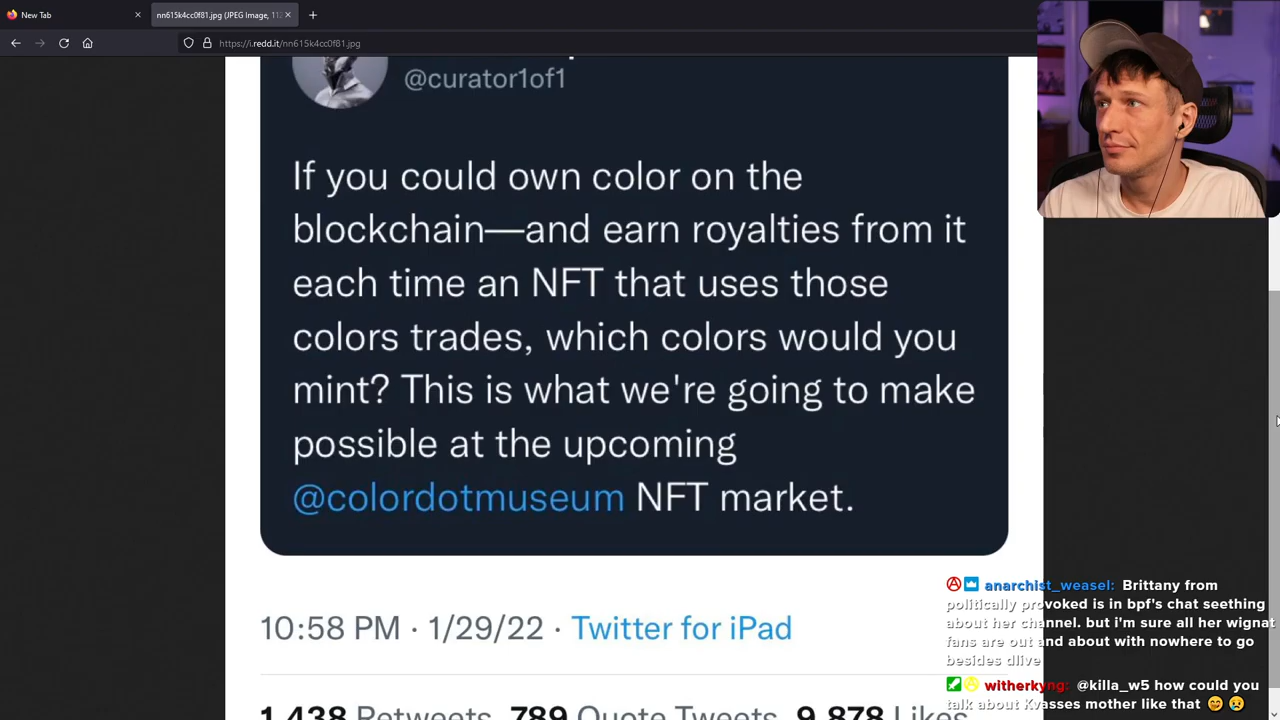 New Tab
nn615k4cc0f81.jpg (JPEG Image, 11
https://i.redd.it/nn615k4cc0f81.jpg
@curator1of1
If you could own color on the
blockchain—and earn royalties from it
each time an NFT that uses those
colors trades, which colors would you
mint? This is what we're going to make
possible at the upcoming
@colordotmuseum NFT market.
10:58 PM · 1/29/22 · Twitter for iPad
1,438 Retweets 789 Quote Tweets 9,878 Likes
anarchist_weasel: Brittany from
politically provoked is in bpf's chat seething
about her channel. but i'm sure all her wignat
fans are out and about with nowhere to go
besides dlive
witherkyng: @killa_w5 how could you
talk about Kvasses mother like that 🤭 😢